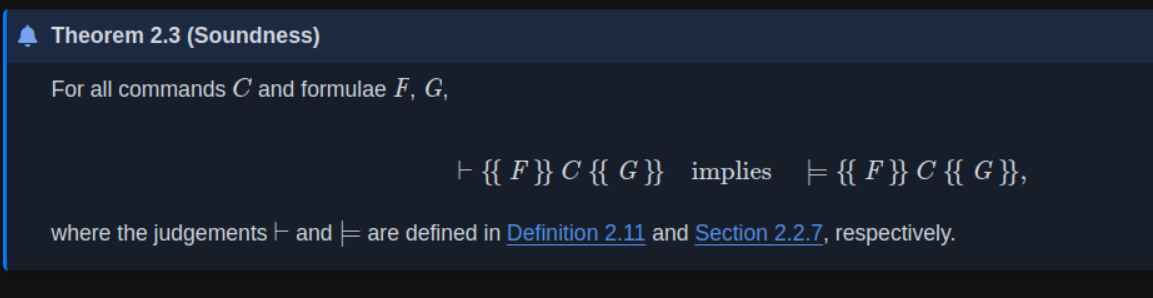 Theorem 2.3 (Soundness)
For all commands C and formulae F, G,
⊢ {{ F }} C {{ G }} implies ⊨ {{ F }} C {{ G }},
where the judgements ⊢ and ⊨ are defined in Definition 2.11 and Section 2.2.7, respectively.